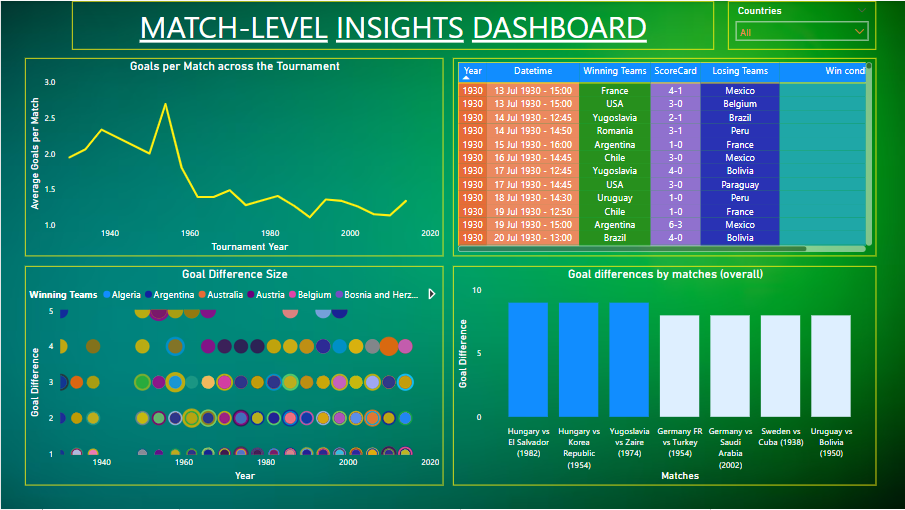 MATCH-LEVEL INSIGHTS DASHBOARD
Countries
All
Goals per Match across the Tournament
Average Goals per Match
3.0
2.5
2.0
1.5
1.0
1940
1960
1980
2000
2020
Tournament Year
Year Datetime Winning Teams ScoreCard Losing Teams Win cond
1930 13 Jul 1930 - 15:00 France 4-1 Mexico
1930 13 Jul 1930 - 15:00 USA 3-0 Belgium
1930 14 Jul 1930 - 12:45 Yugoslavia 2-1 Brazil
1930 14 Jul 1930 - 14:50 Romania 3-1 Peru
1930 15 Jul 1930 - 16:00 Argentina 1-0 France
1930 16 Jul 1930 - 14:45 Chile 3-0 Mexico
1930 17 Jul 1930 - 12:45 Yugoslavia 4-0 Bolivia
1930 17 Jul 1930 - 14:45 USA 3-0 Paraguay
1930 18 Jul 1930 - 14:30 Uruguay 1-0 Peru
1930 19 Jul 1930 - 12:50 Chile 1-0 France
1930 19 Jul 1930 - 15:00 Argentina 6-3 Mexico
1930 20 Jul 1930 - 13:00 Brazil 4-0 Bolivia
Goal Difference Size
Winning Teams Algeria Argentina Australia Austria Belgium Bosnia and Herz...
Goal Difference
5
4
3
2
1
1940
1960
1980
2000
2020
Year
Goal differences by matches (overall)
Goal Difference
10
5
0
Hungary vs
El Salvador
(1982)
Hungary vs
Korea
Republic
(1954)
Yugoslavia
vs Zaire
(1974)
Germany FR
vs Turkey
(1954)
Germany vs
Saudi
Arabia
(2002)
Sweden vs
Cuba (1938)
Uruguay vs
Bolivia
(1950)
Matches